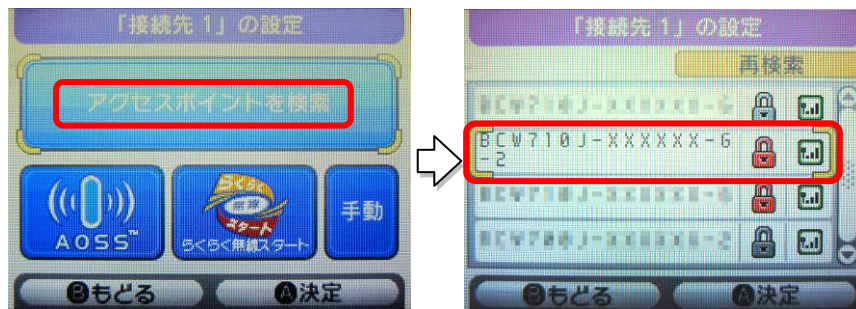 「接続先 1」の設定
アクセスポイントを検索
AOSS™
らくらく
無線
スタート
らくらく無線スタート
手動
Bもどる
A決定
「接続先 1」の設定
再検索
BCW710J-XXXXXX-G
-2
Bもどる
A決定